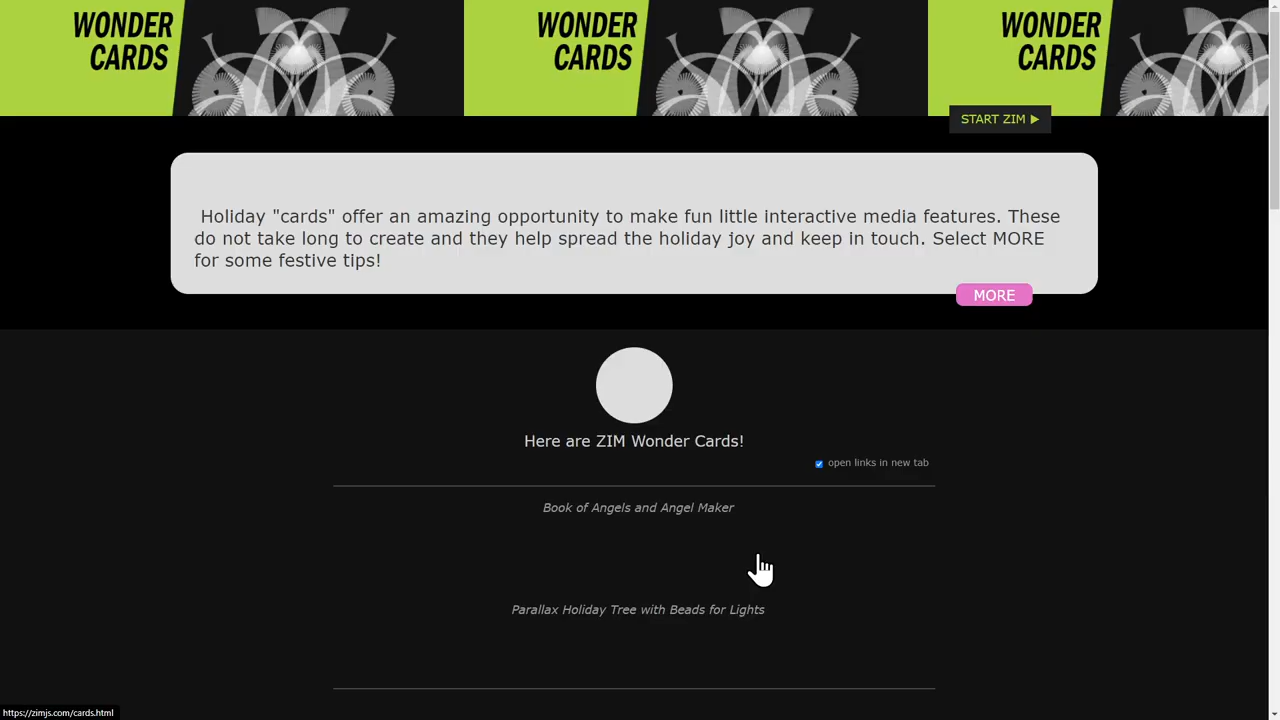 WONDER
CARDS
WONDER
CARDS
WONDER
CARDS
START ZIM ▶
Holiday "cards" offer an amazing opportunity to make fun little interactive media features. These
do not take long to create and they help spread the holiday joy and keep in touch. Select MORE
for some festive tips!
MORE
Here are ZIM Wonder Cards!
open links in new tab
Book of Angels and Angel Maker
Parallax Holiday Tree with Beads for Lights
https://zimjs.com/cards.html